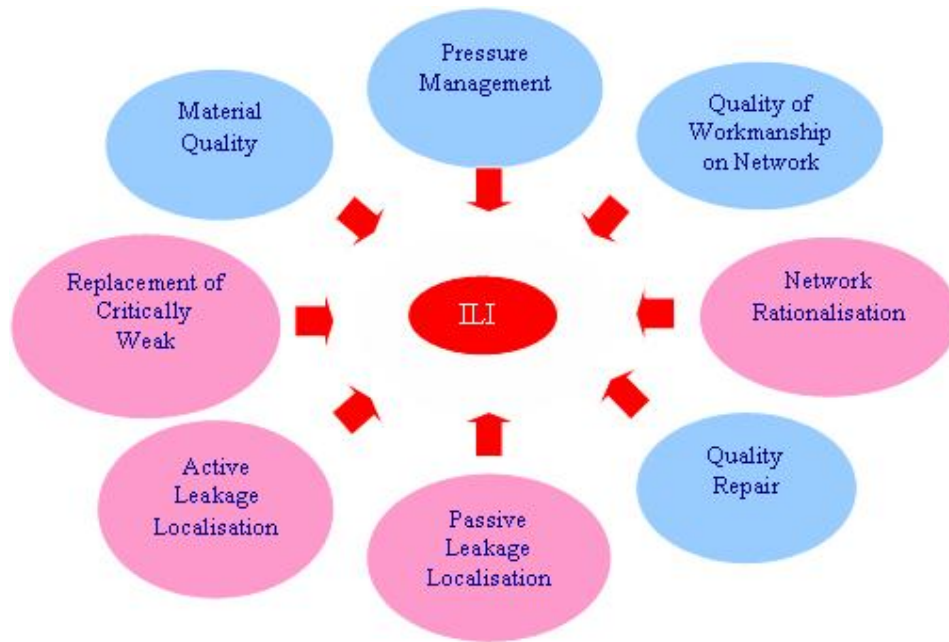 Pressure
Management
Material
Quality
Quality of
Workmanship
on Network
Replacement of
Critically
Weak
ILI
Network
Rationalisation
Active
Leakage
Localisation
Passive
Leakage
Localisation
Quality
Repair